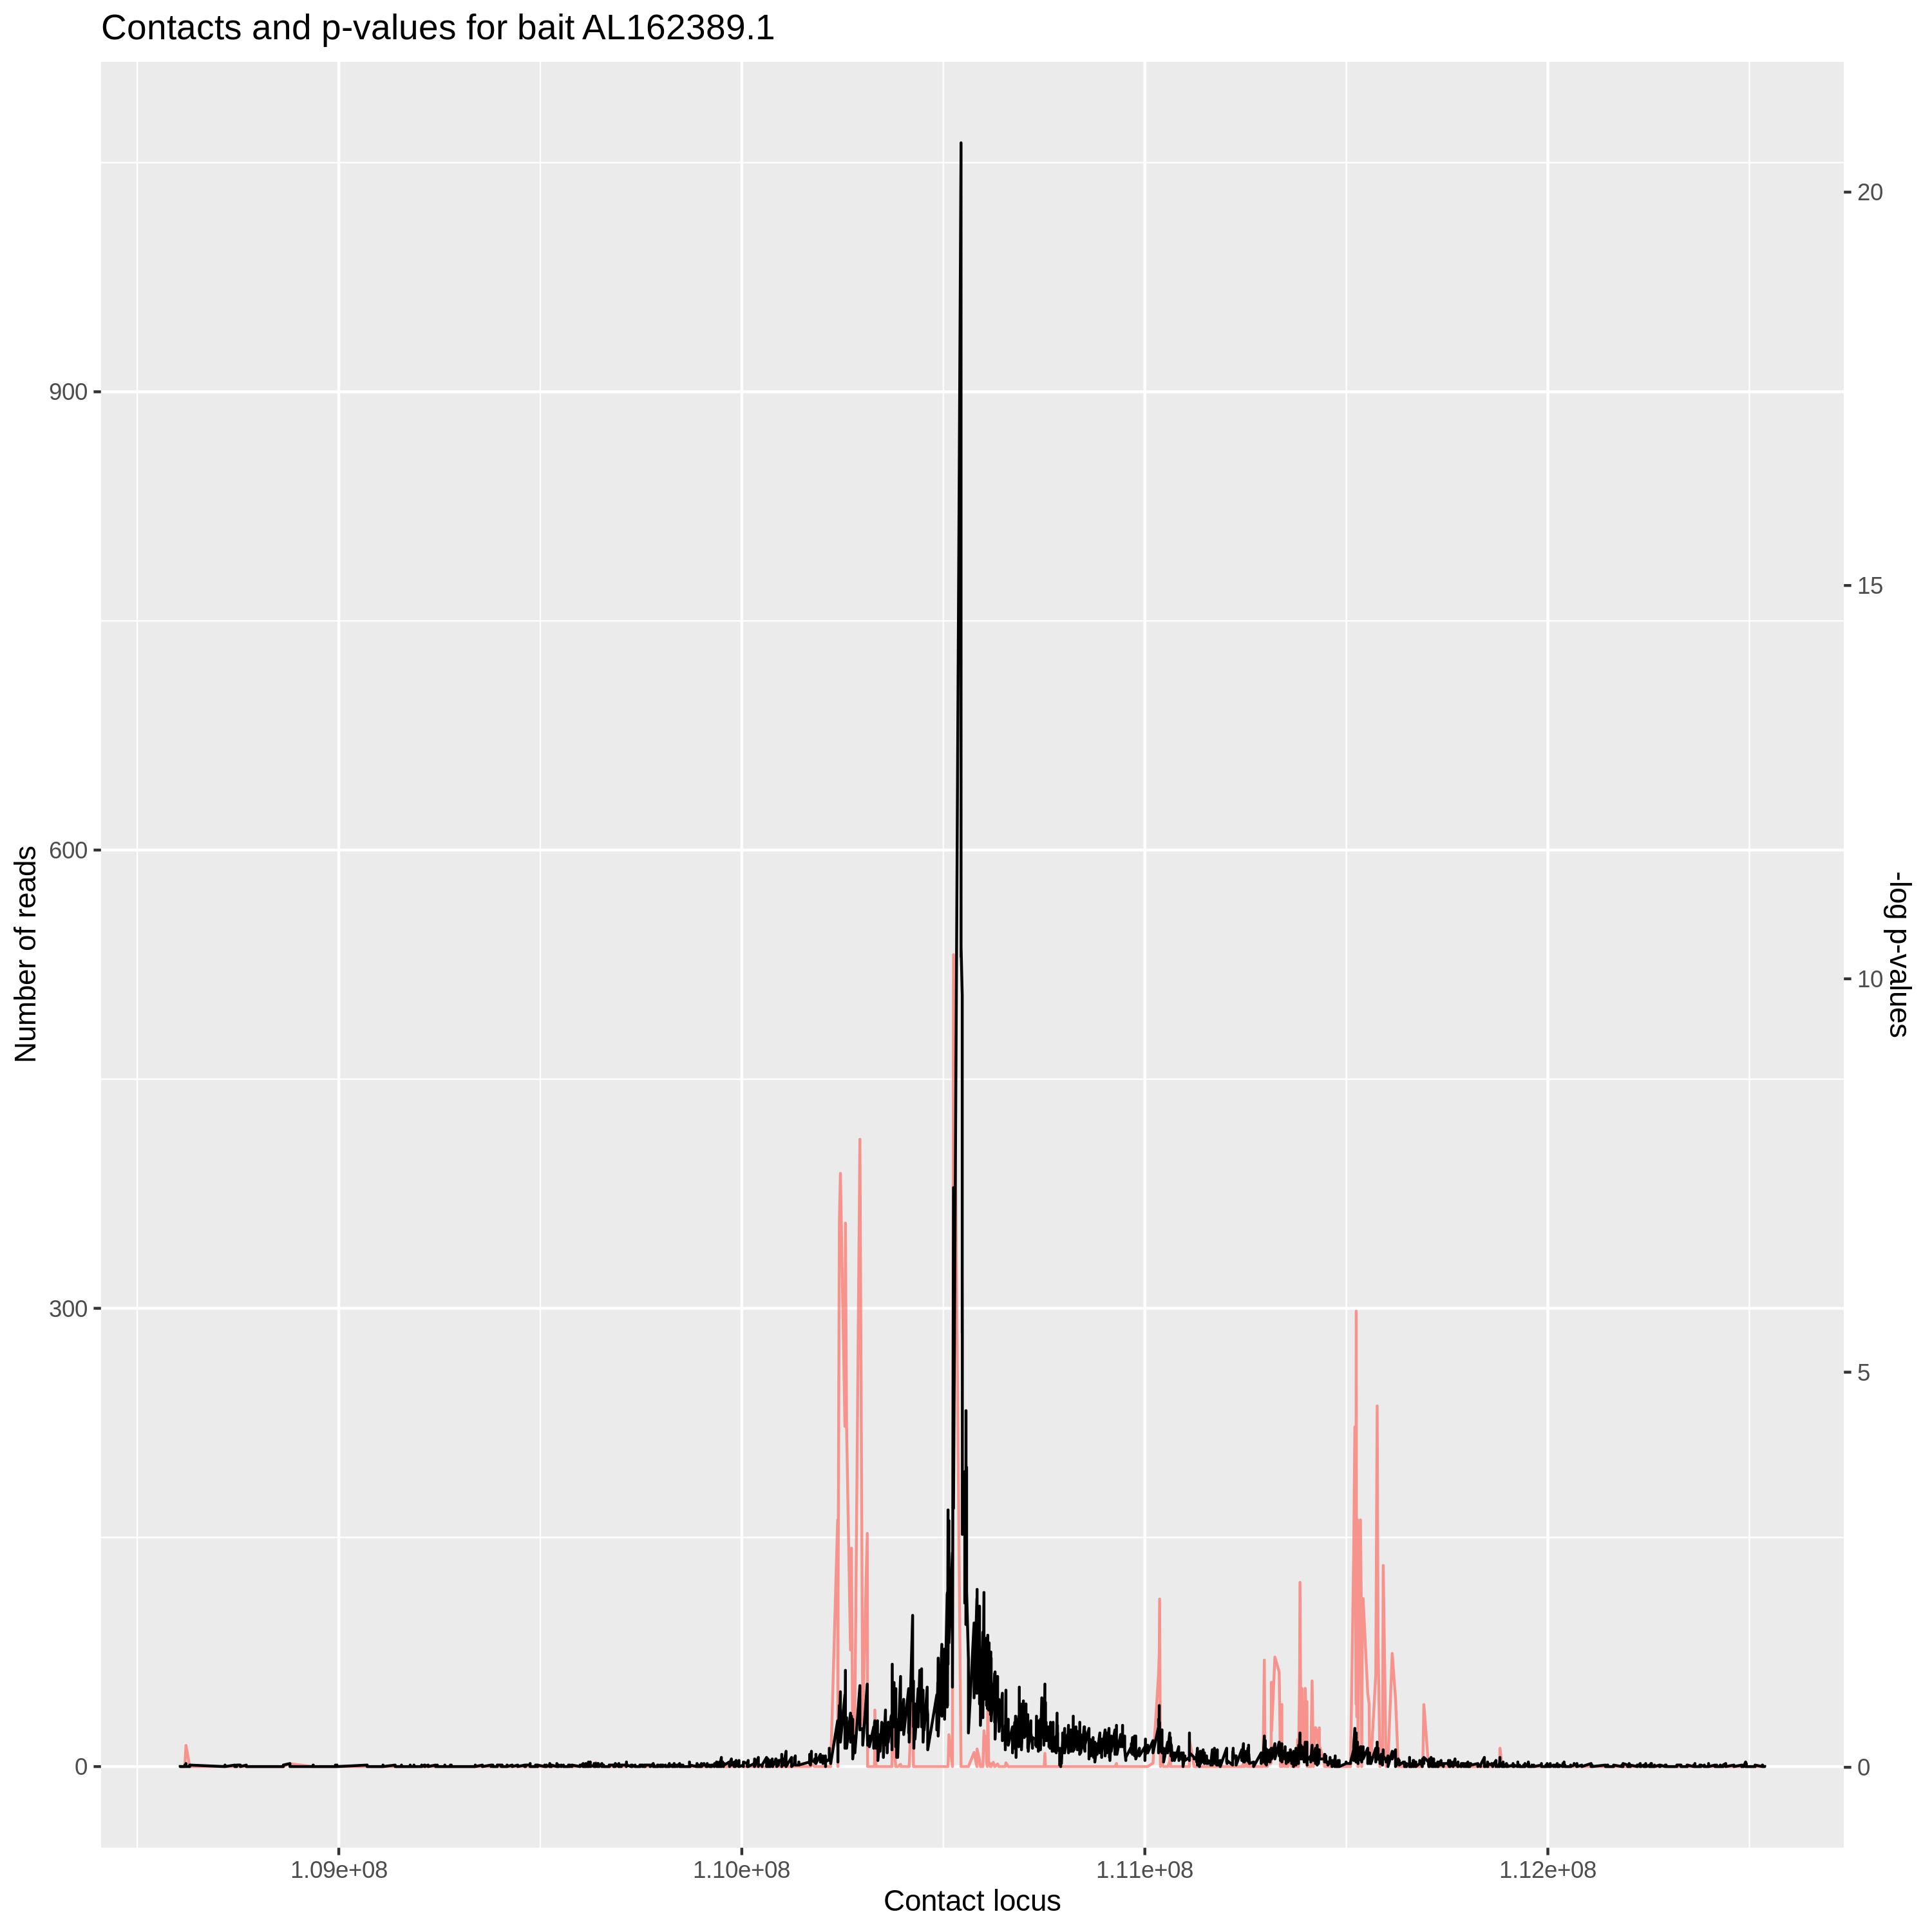 Contacts and p-values for bait AL162389.1
900
600
300
0
Number of reads
20
15
10
5
0
-log p-values
1.09e+08
1.10e+08
1.11e+08
1.12e+08
Contact locus